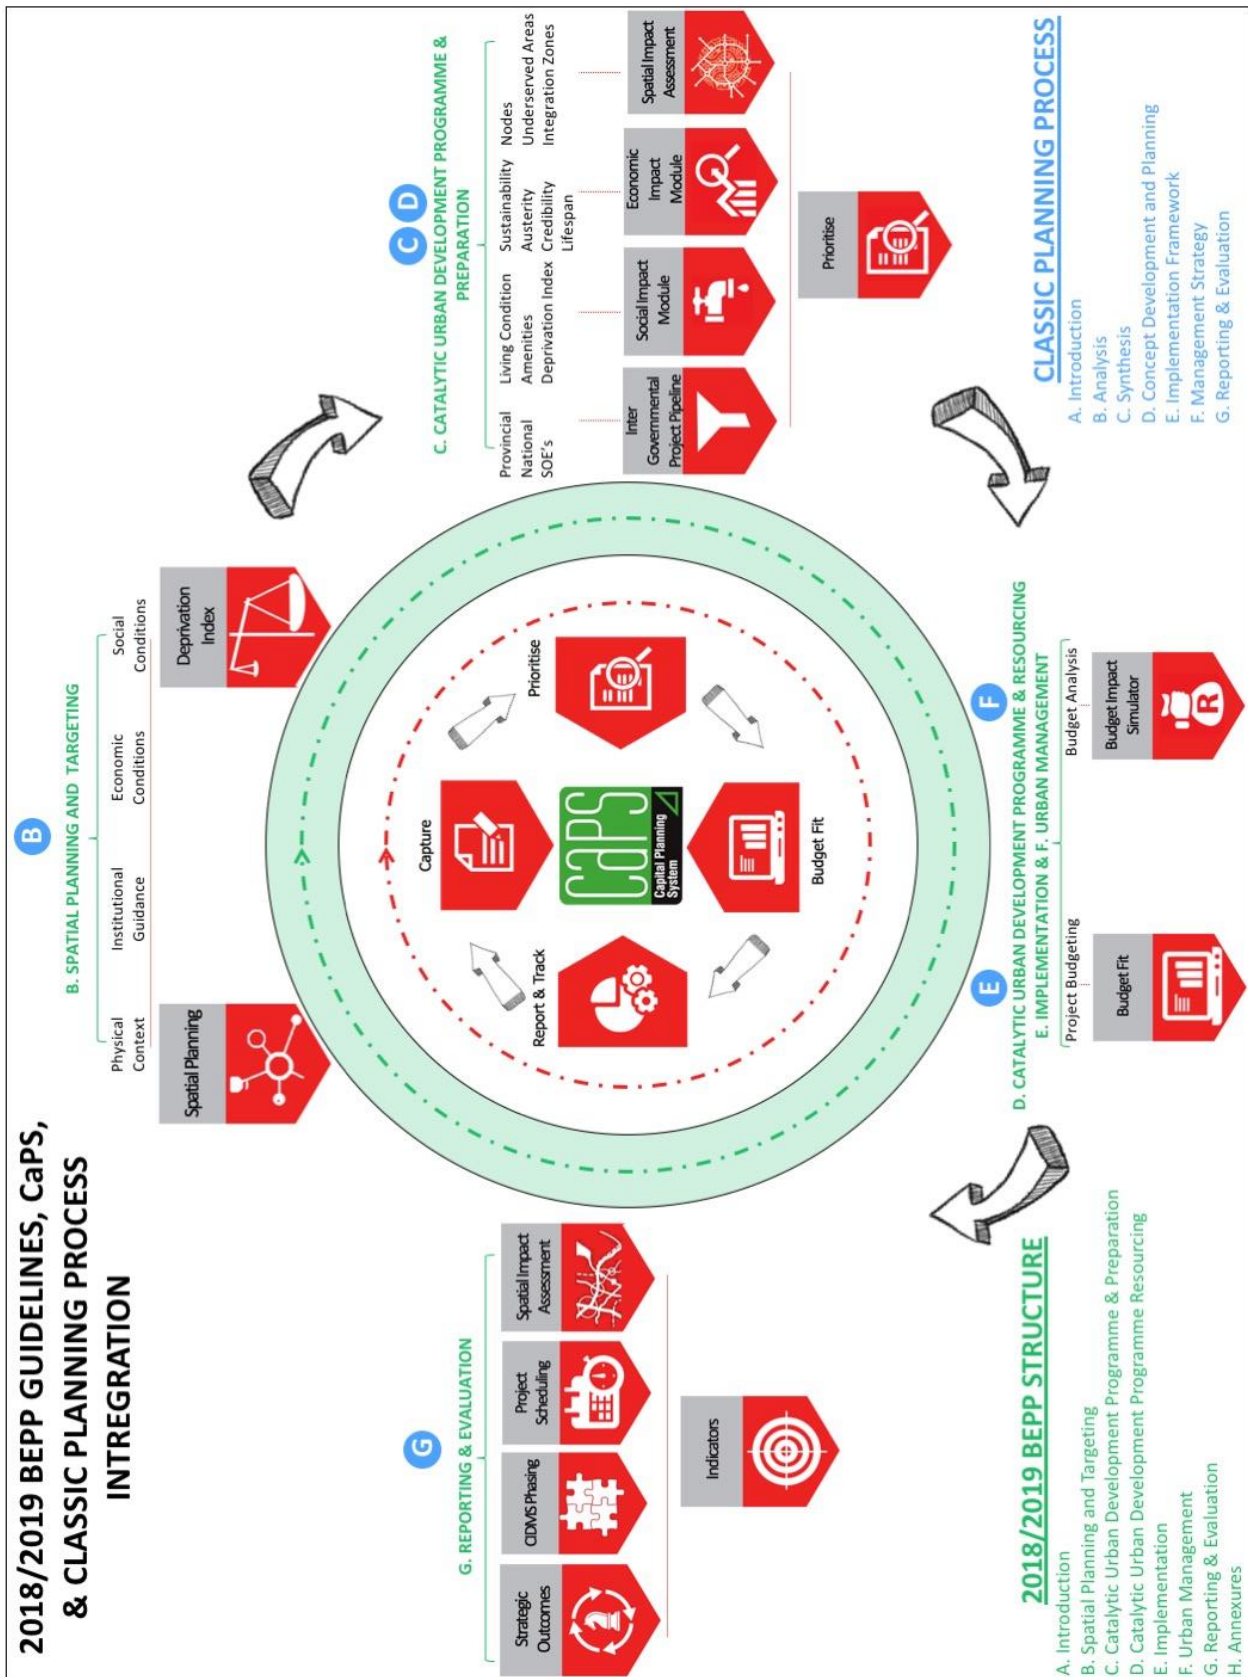 2018/2019 BEPP GUIDELINES, CaPS,
& CLASSIC PLANNING PROCESS
INTREGRATION
B
B. SPATIAL PLANNING AND TARGETING
Physical
Context
Institutional
Guidance
Economic
Conditions
Social
Conditions
Spatial Planning
Deprivation
Index
C D
C. CATALYTIC URBAN DEVELOPMENT PROGRAMME &
PREPARATION
Provincial
National
SOE's
Living Condition
Amenities
Deprivation Index
Sustainability
Austerity
Credibility
Lifespan
Nodes
Underserved Areas
Integration Zones
Inter
Governmental
Project Pipeline
Social Impact
Module
Economic
Impact
Module
Spatial Impact
Assessment
Prioritise
Capture
Prioritise
Budget Fit
Report & Track
CaPS
Capital Planning
System
G
G. REPORTING & EVALUATION
Strategic
Outcomes
CIDMS Phasing
Project
Scheduling
Spatial Impact
Assessment
Indicators
E
F
D. CATALYTIC URBAN DEVELOPMENT PROGRAMME & RESOURCING
E. IMPLEMENTATION & F. URBAN MANAGEMENT
Project Budgeting
Budget Analysis
Budget Fit
Budget Impact
Simulator
R
2018/2019 BEPP STRUCTURE
A. Introduction
B. Spatial Planning and Targeting
C. Catalytic Urban Development Programme & Preparation
D. Catalytic Urban Development Programme Resourcing
E. Implementation
F. Urban Management
G. Reporting & Evaluation
H. Annexures
CLASSIC PLANNING PROCESS
A. Introduction
B. Analysis
C. Synthesis
D. Concept Development and Planning
E. Implementation Framework
F. Management Strategy
G. Reporting & Evaluation